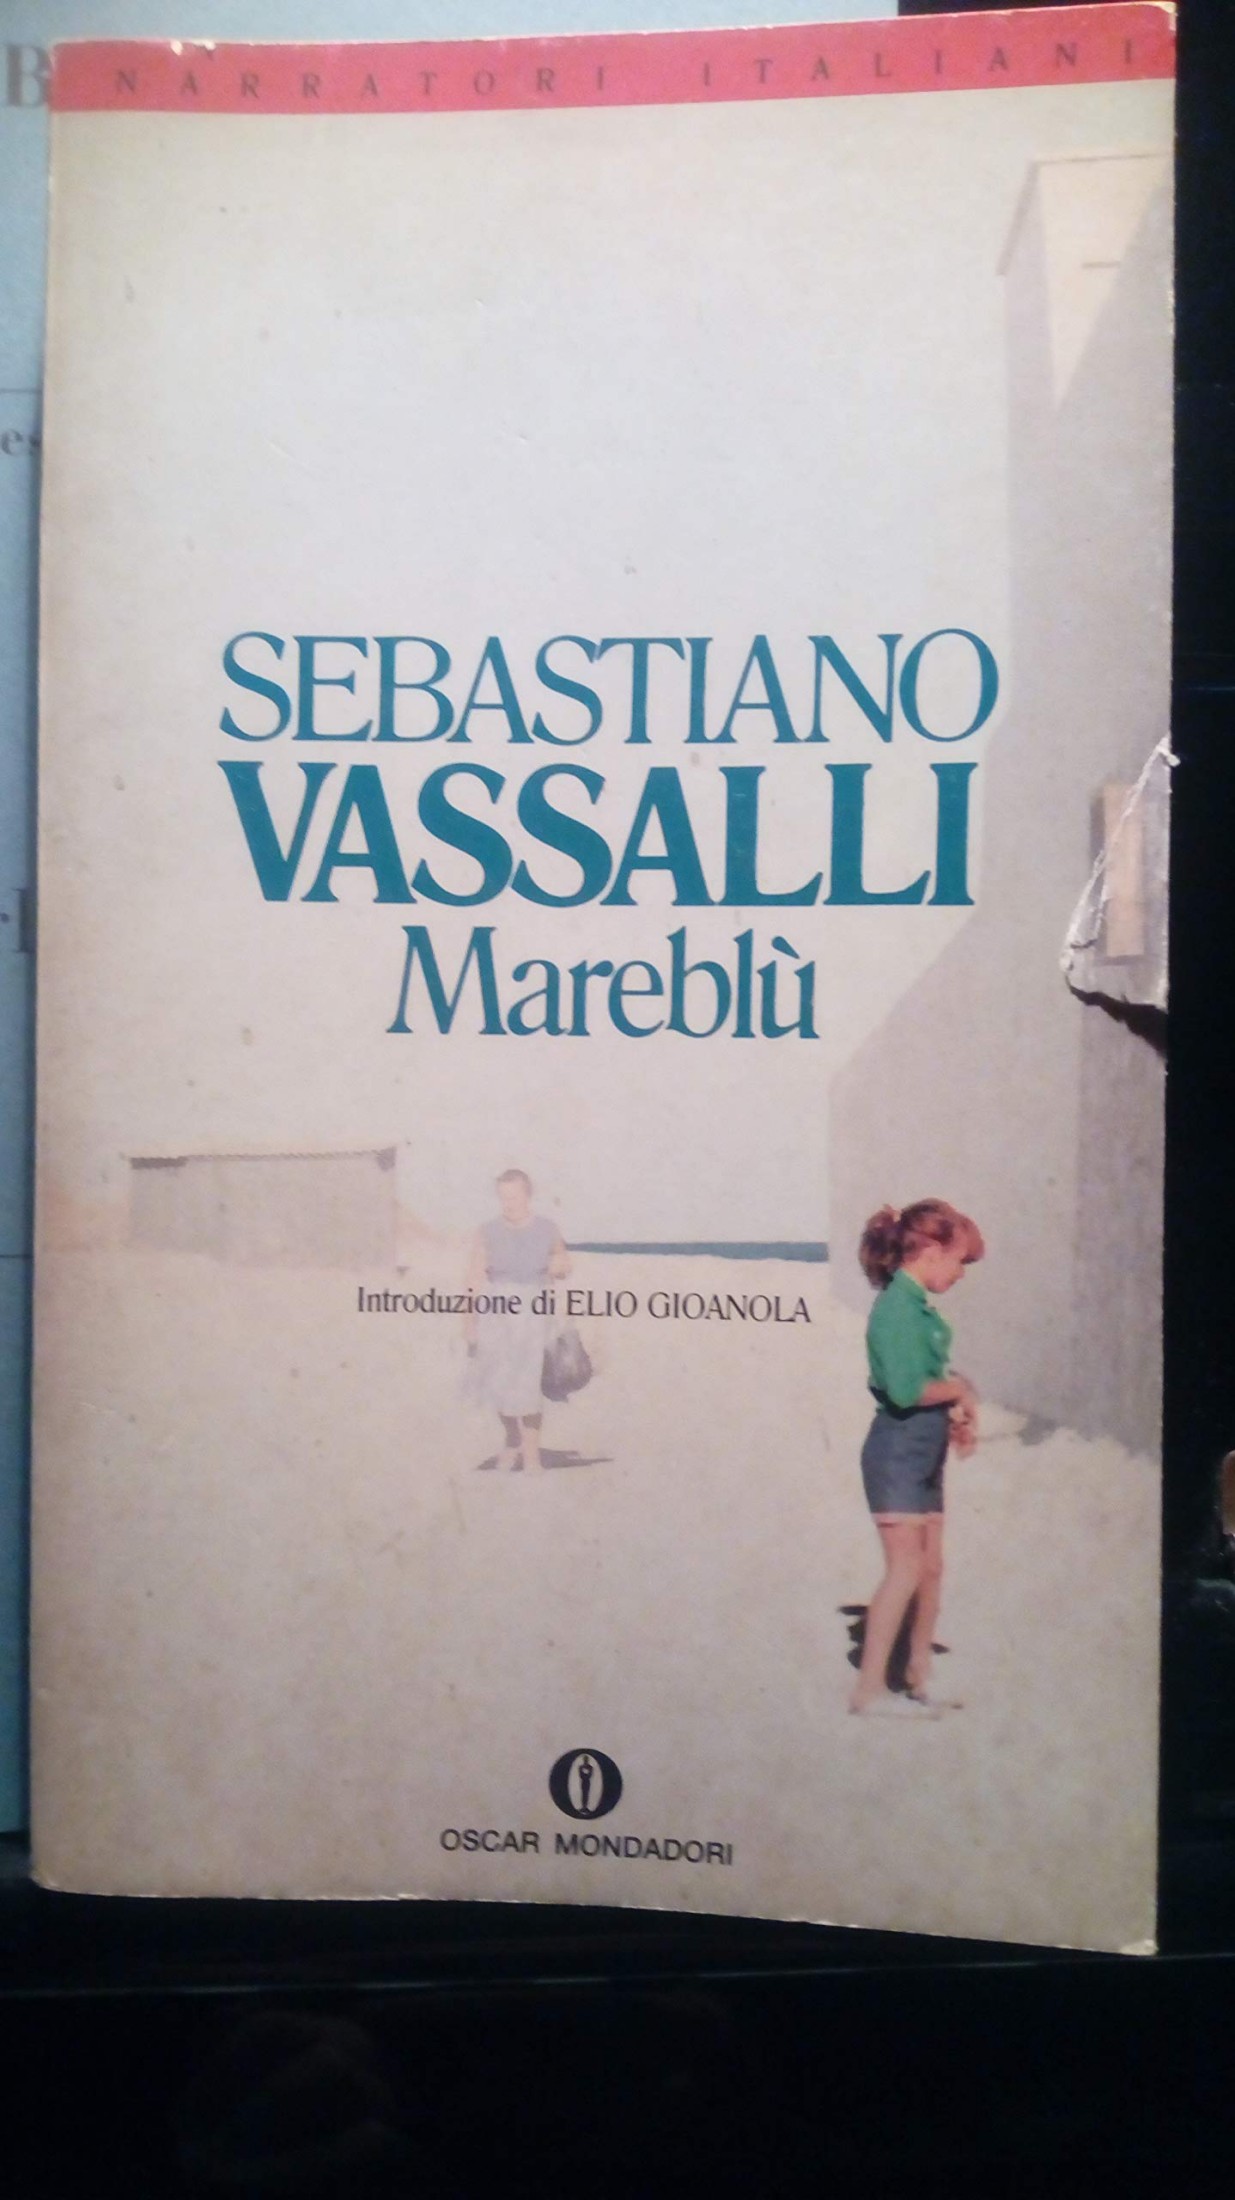 NARRATORI ITALIANI
SEBASTIANO
VASSALLI
Mareblù
Introduzione di ELIO GIOANOLA
OSCAR MONDADORI